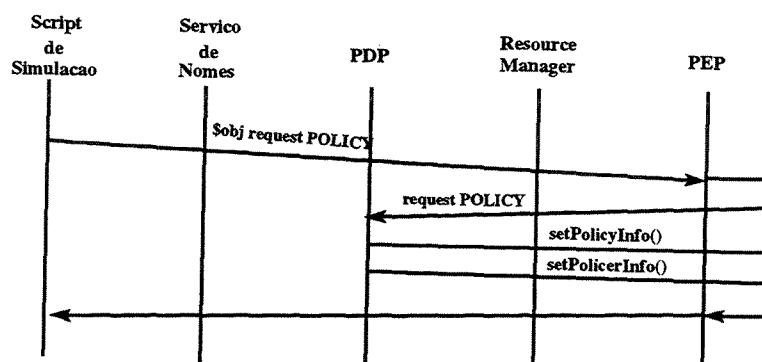 Script
de
Simulacao
Servico
de
Nomes
PDP
Resource
Manager
PEP
$obj request POLICY
request POLICY
setPolicyInfo()
setPolicerInfo()